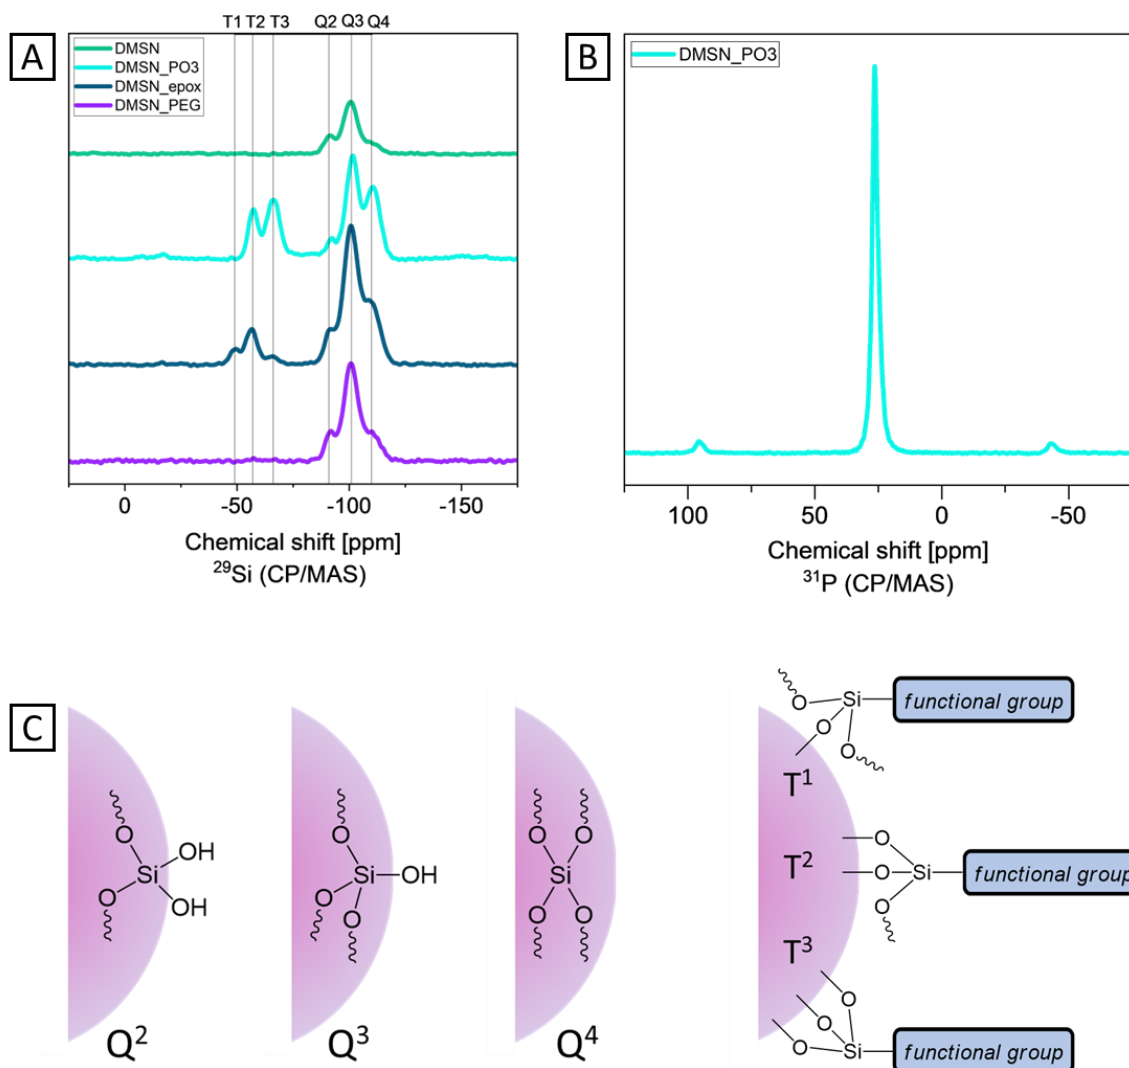 T1 T2 T3 Q2 Q3 Q4
A
DMSN
DMSN_PO3
DMSN_epox
DMSN_PEG
0 -50 -100 -150
Chemical shift [ppm]
²⁹Si (CP/MAS)
B
DMSN_PO3
100 50 0 -50
Chemical shift [ppm]
³¹P (CP/MAS)
C
O
Si
OH
O
OH
Q²
O
Si
OH
O
O
Q³
O
O
Si
O
O
Q⁴
O
Si
functional group
O
O
T¹
O
T²
O
Si
functional group
O
T³
O
O
O
Si
functional group